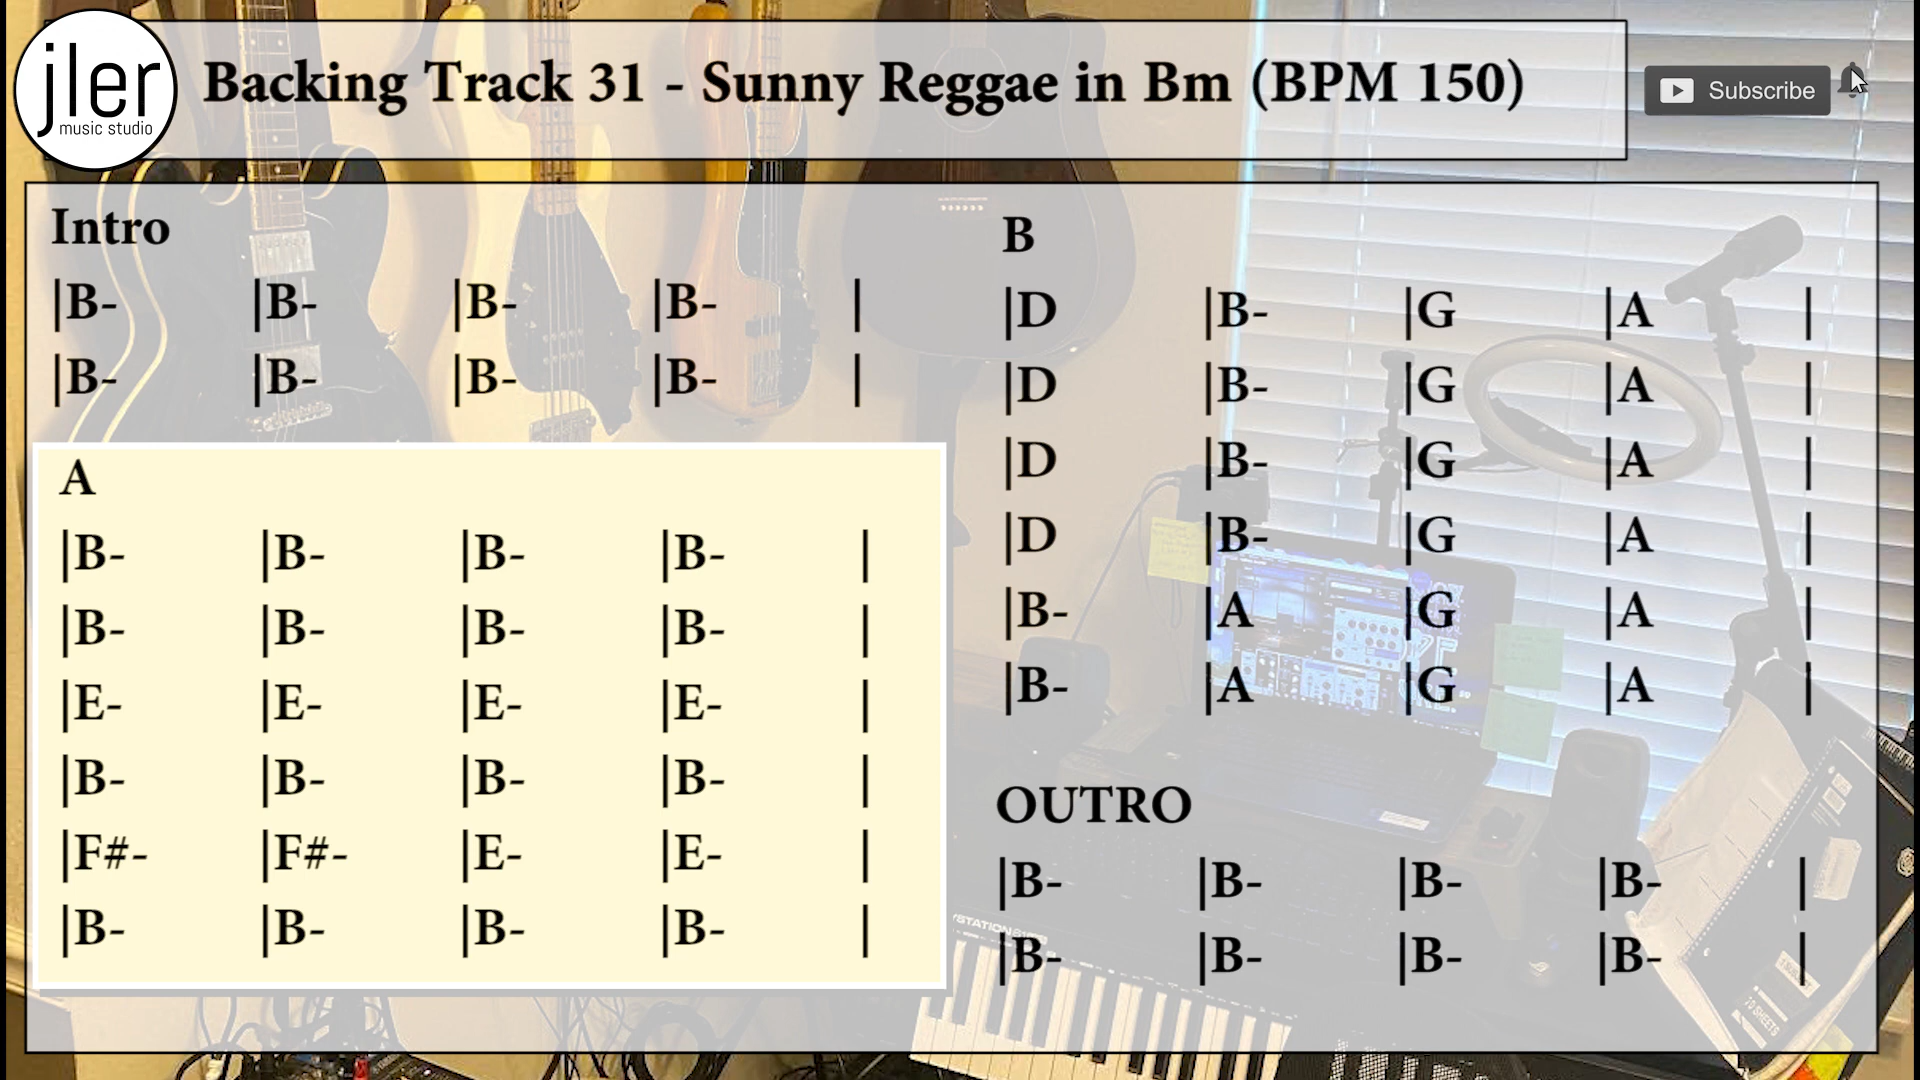 jler
music studio
Backing Track 31 - Sunny Reggae in Bm (BPM 150)
Subscribe
Intro
|B- |B- |B- |B- |
|B- |B- |B- |B- |
A
|B- |B- |B- |B- |
|B- |B- |B- |B- |
|E- |E- |E- |E- |
|B- |B- |B- |B- |
|F#- |F#- |E- |E- |
|B- |B- |B- |B- |
B
|D |B- |G |A |
|D |B- |G |A |
|D |B- |G |A |
|D |B- |G |A |
|B- |A |G |A |
|B- |A |G |A |
OUTRO
|B- |B- |B- |B- |
|B- |B- |B- |B- |